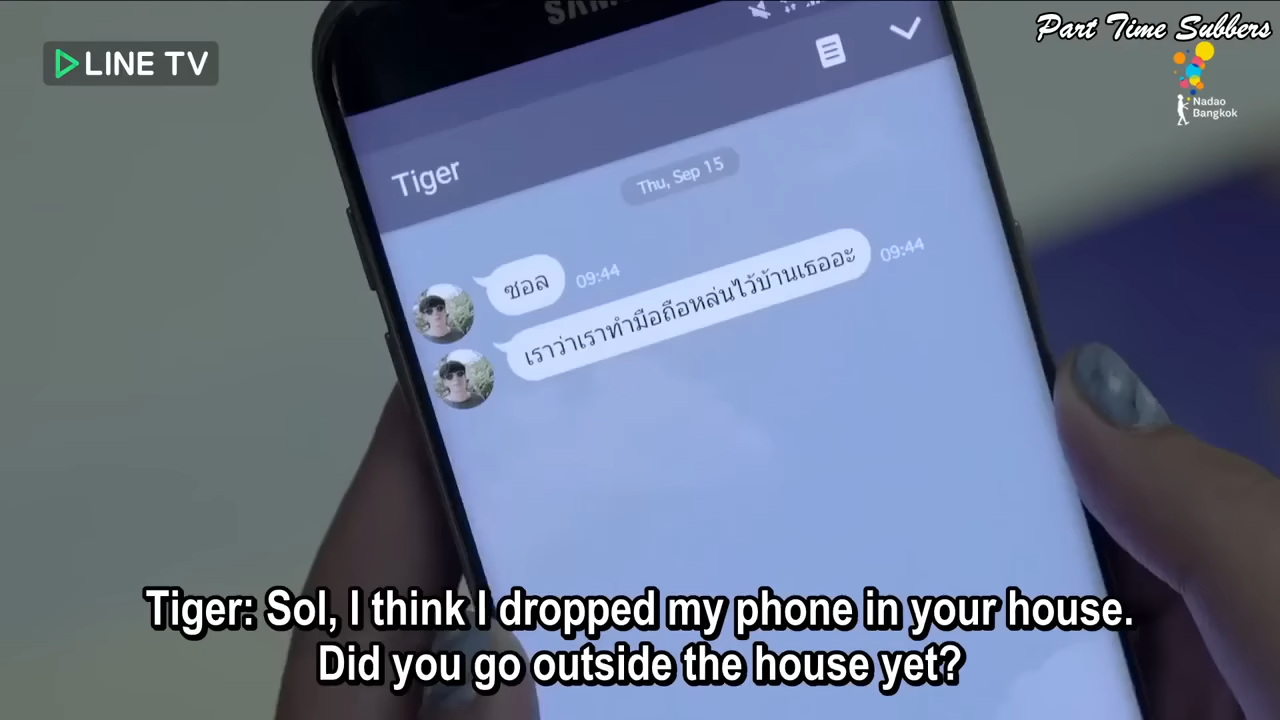 Part Time Subbers
LINE TV
Nadao
Bangkok
Tiger
Thu, Sep 15
ซอล
09:44
เราว่าเราทำมือถือหล่นไว้บ้านเธออะ
09:44
Tiger: Sol, I think I dropped my phone in your house.
Did you go outside the house yet?